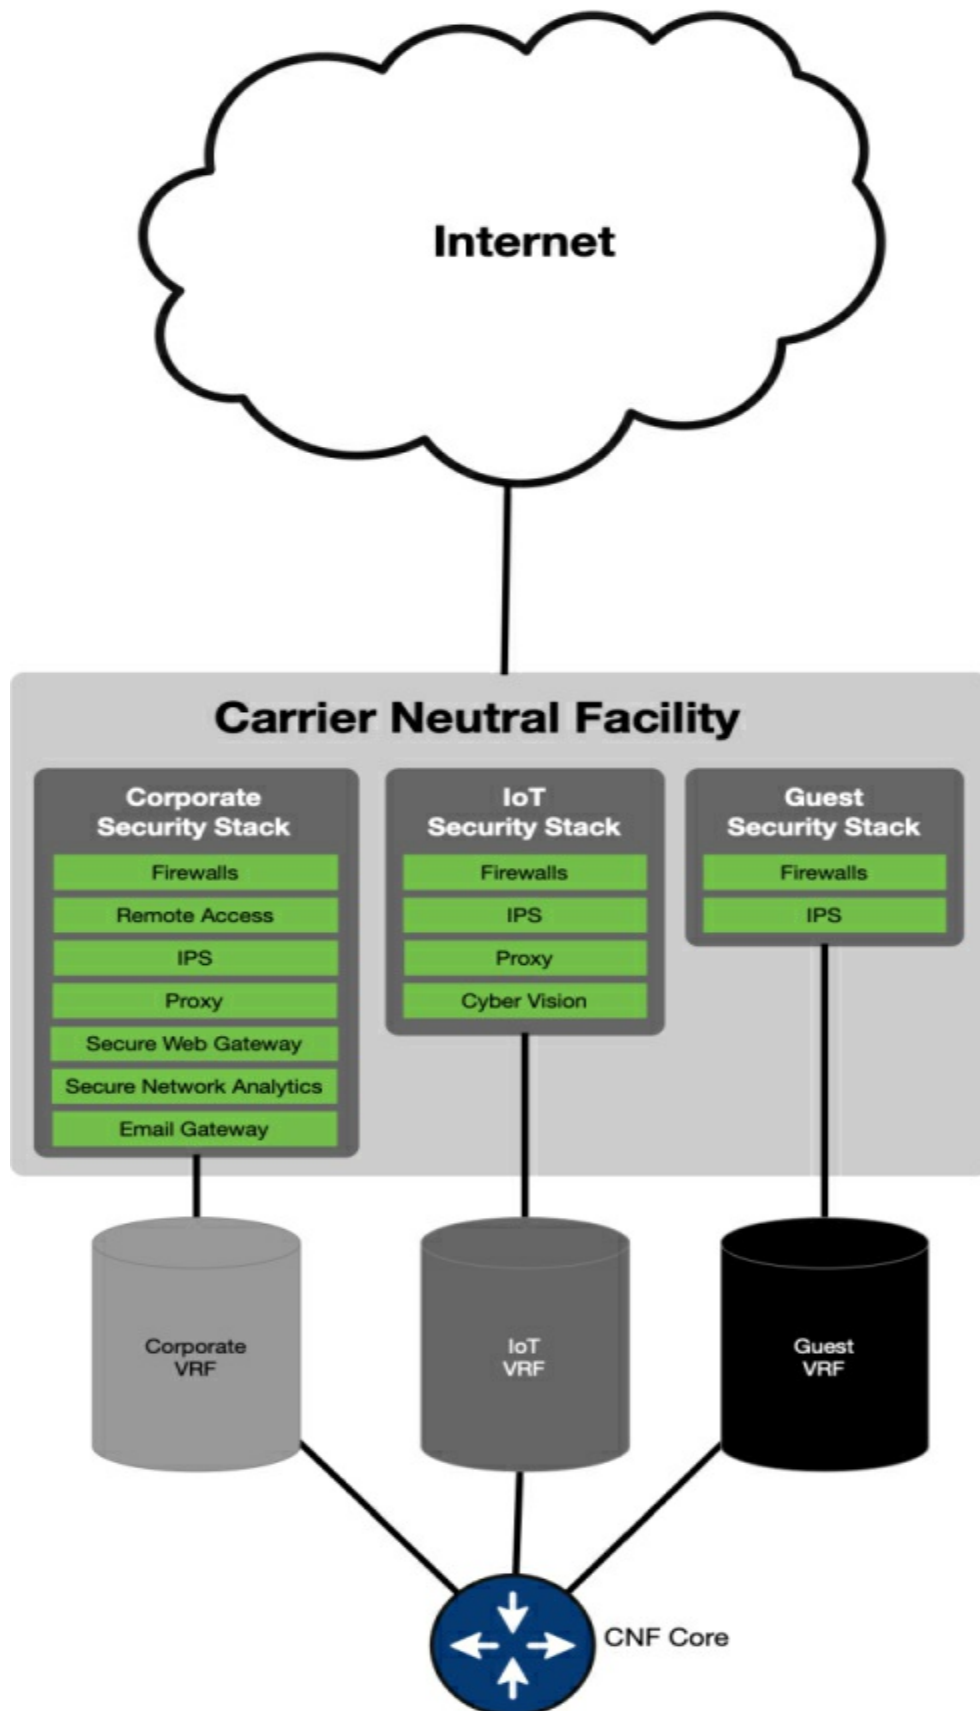 Internet
Carrier Neutral Facility
Corporate
Security Stack
Firewalls
Remote Access
IPS
Proxy
Secure Web Gateway
Secure Network Analytics
Email Gateway
IoT
Security Stack
Firewalls
IPS
Proxy
Cyber Vision
Guest
Security Stack
Firewalls
IPS
Corporate
VRF
IoT
VRF
Guest
VRF
CNF Core